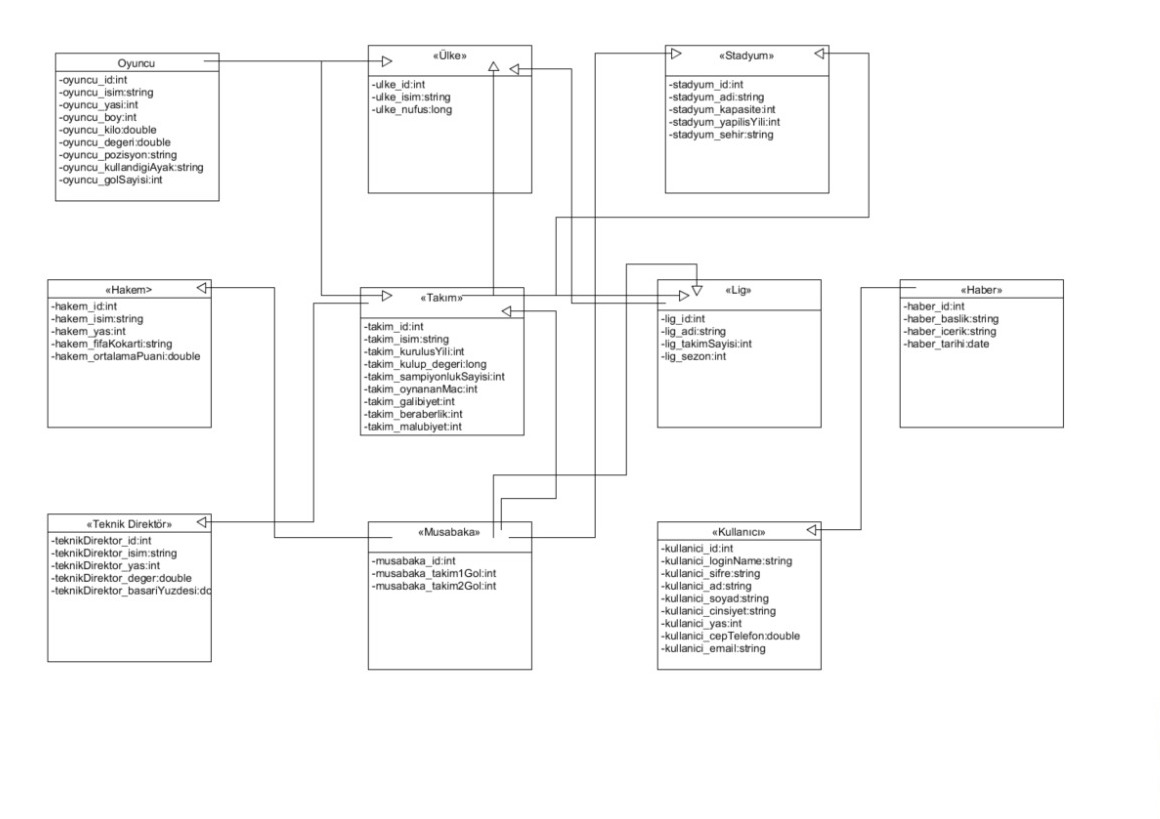 Oyuncu
-oyuncu_id:int
-oyuncu_isim:string
-oyuncu_yasi:int
-oyuncu_boy:int
-oyuncu_kilo:double
-oyuncu_degeri:double
-oyuncu_pozisyon:string
-oyuncu_kullandigiAyak:string
-oyuncu_golSayisi:int
«Ülke»
-ulke_id:int
-ulke_isim:string
-ulke_nufus:long
«Stadyum»
-stadyum_id:int
-stadyum_adi:string
-stadyum_kapasite:int
-stadyum_yapilisYili:int
-stadyum_sehir:string
«Hakem>
-hakem_id:int
-hakem_isim:string
-hakem_yas:int
-hakem_fifaKokarti:string
-hakem_ortalamaPuani:double
«Takım»
-takim_id:int
-takim_isim:string
-takim_kurulusYili:int
-takim_kulup_degeri:long
-takim_sampiyonlukSayisi:int
-takim_oynananMac:int
-takim_galibiyet:int
-takim_beraberlik:int
-takim_malubiyet:int
«Lig»
-lig_id:int
-lig_adi:string
-lig_takimSayisi:int
-lig_sezon:int
«Haber»
-haber_id:int
-haber_baslik:string
-haber_icerik:string
-haber_tarihi:date
«Teknik Direktör»
-teknikDirektor_id:int
-teknikDirektor_isim:string
-teknikDirektor_yas:int
-teknikDirektor_deger:double
-teknikDirektor_basariYuzdesi:do
«Musabaka»
-musabaka_id:int
-musabaka_takim1Gol:int
-musabaka_takim2Gol:int
«Kullanıcı»
-kullanici_id:int
-kullanici_loginName:string
-kullanici_sifre:string
-kullanici_ad:string
-kullanici_soyad:string
-kullanici_cinsiyet:string
-kullanici_yas:int
-kullanici_cepTelefon:double
-kullanici_email:string